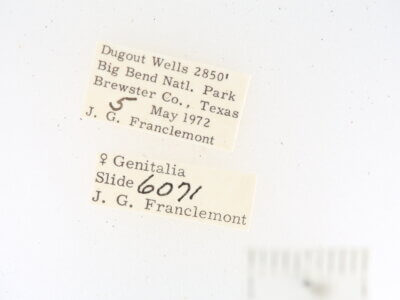 Dugout Wells 2850'
Big Bend Natl. Park
Brewster Co., Texas
5 May 1972
J. G. Franclemont
♀ Genitalia
Slide 6071
J. G. Franclemont